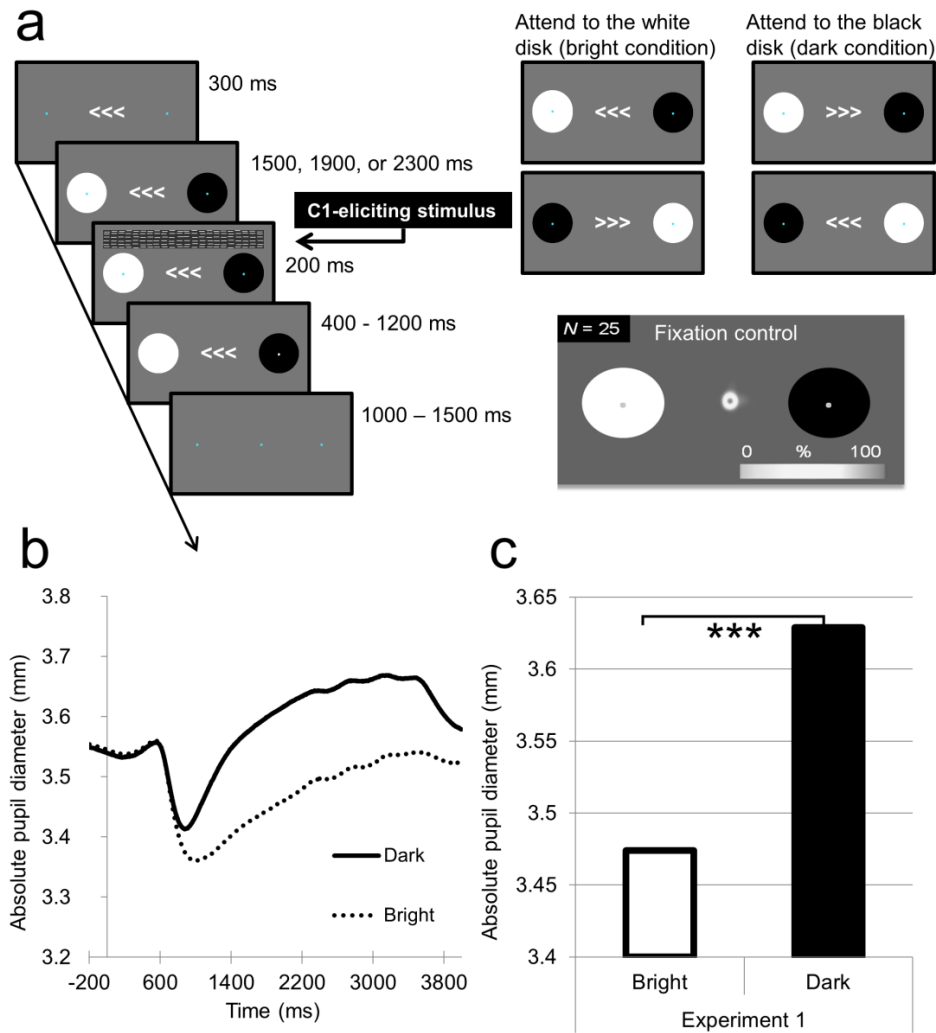 a
300 ms
<<<
1500, 1900, or 2300 ms
<<<
C1-eliciting stimulus
200 ms
<<<
400 - 1200 ms
<<<
1000 – 1500 ms
Attend to the white
disk (bright condition)
<<<
>>>
Attend to the black
disk (dark condition)
>>>
<<<
N = 25
Fixation control
0 % 100
b
Absolute pupil diameter (mm)
3.8
3.7
3.6
3.5
3.4
3.3
3.2
Dark
Bright
-200 600 1400 2200 3000 3800
Time (ms)
c
Absolute pupil diameter (mm)
3.65
3.6
3.55
3.5
3.45
3.4
***
Bright Dark
Experiment 1